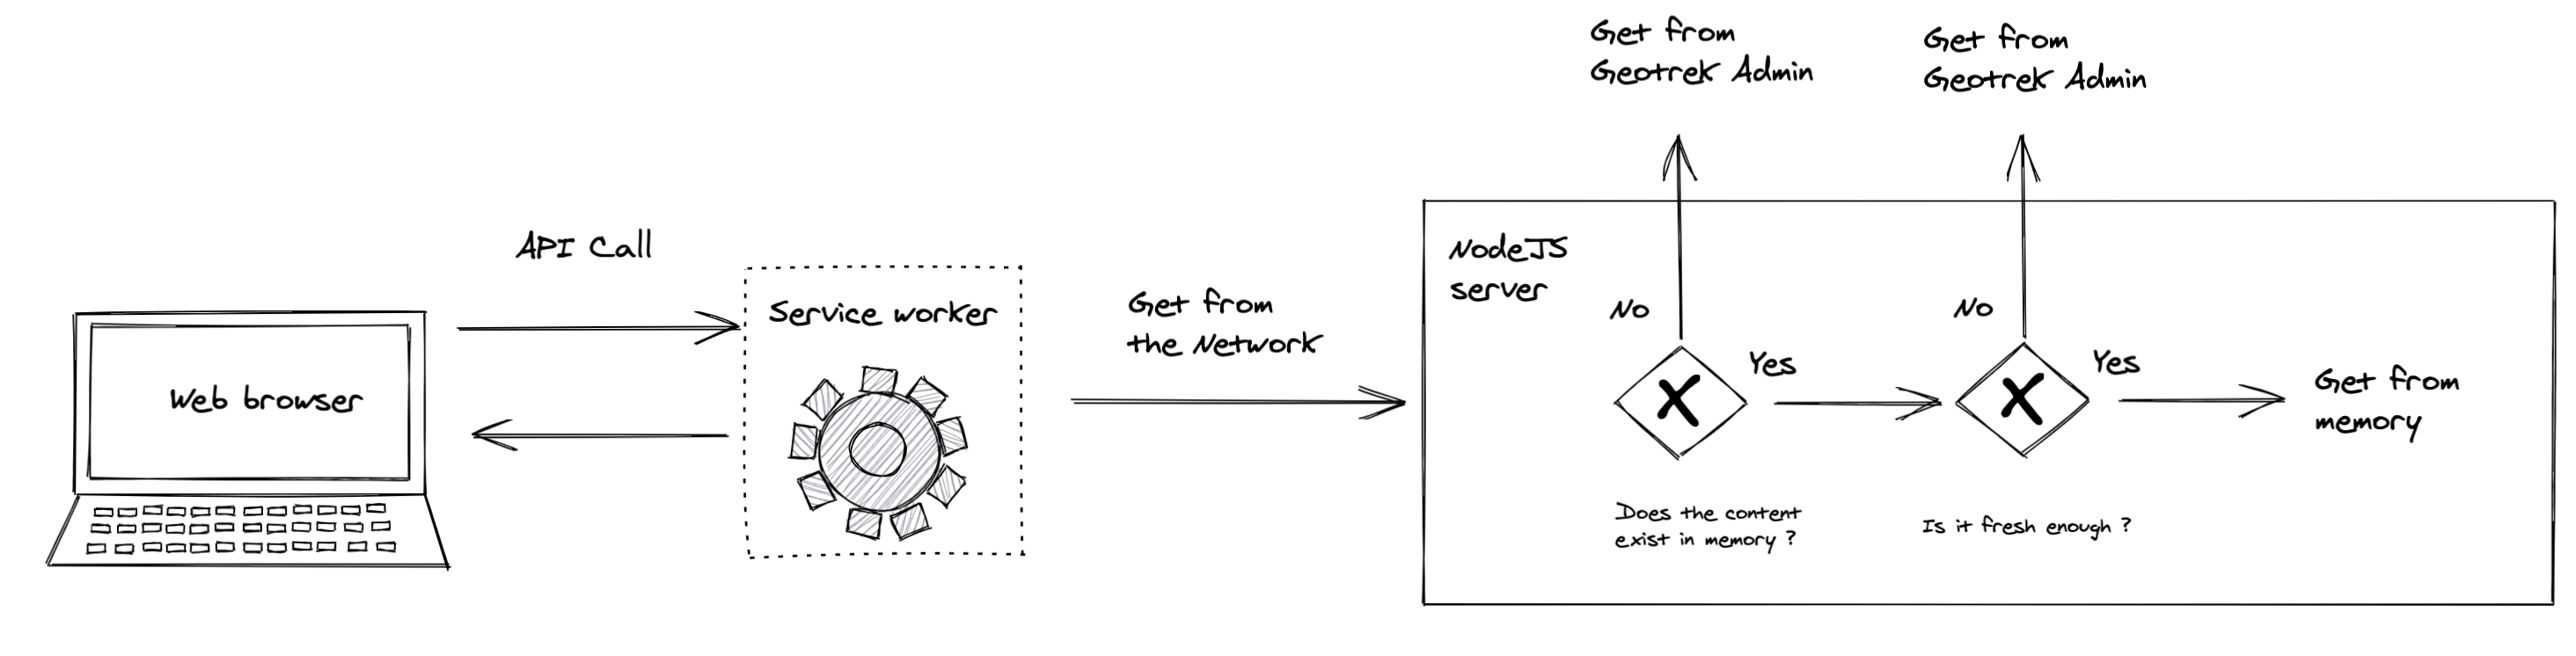 Get from
Geotrek Admin
Get from
Geotrek Admin
API Call
NodeJS
server
Service worker
Get from
the Network
No
No
Web browser
Yes
Yes
Get from
memory
Does the content
exist in memory ?
Is it fresh enough ?